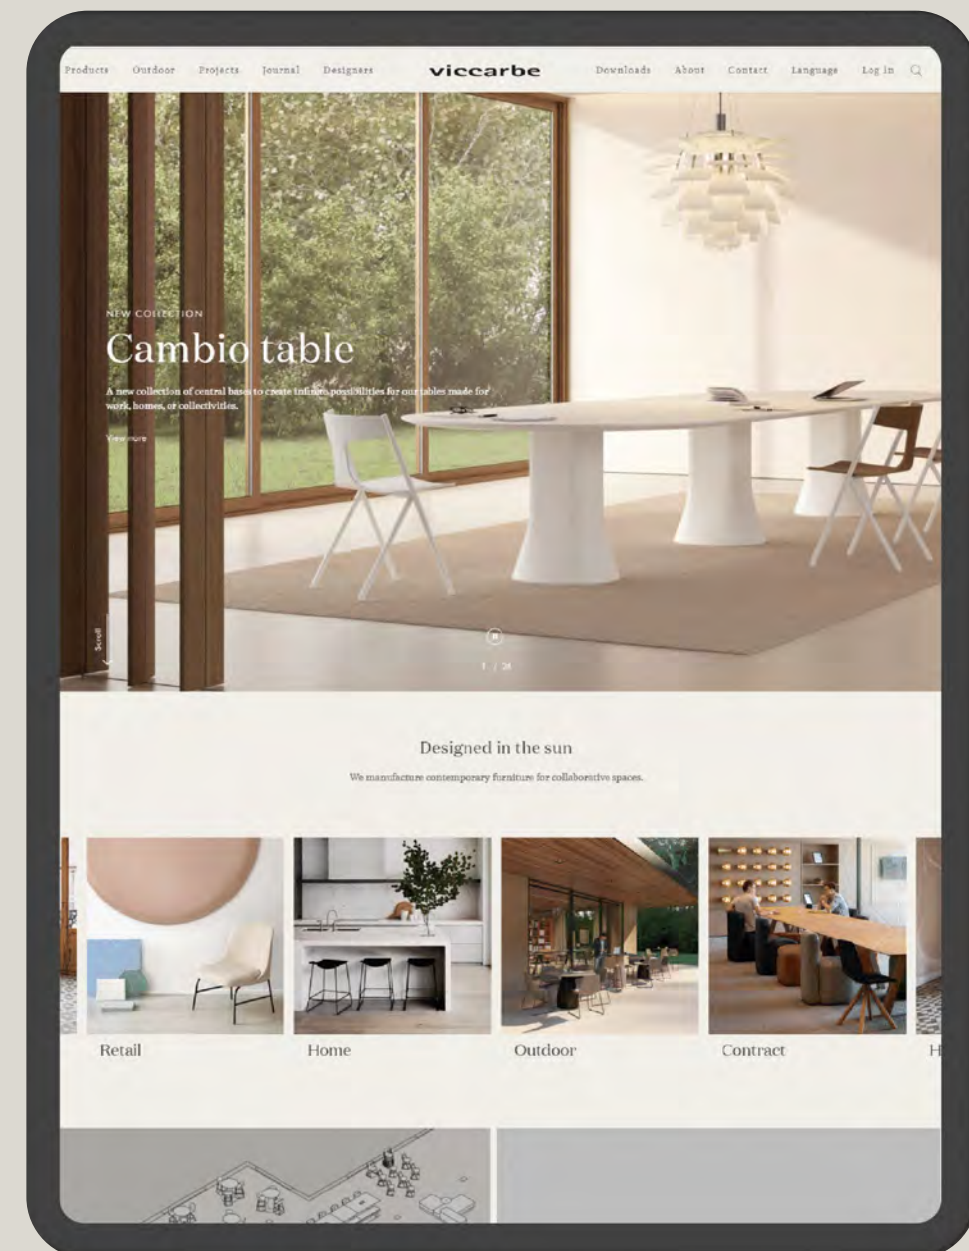 Products Outdoor Projects Journal Designers viccarbe Downloads About Contact Language Log in
NEW COLLECTION
Cambio table
A new collection of central bases to create infinite possibilities for our tables made for
work, homes, or collectivities.
View more
Scroll
1 / 24
Designed in the sun
We manufacture contemporary furniture for collaborative spaces.
Retail Home Outdoor Contract H